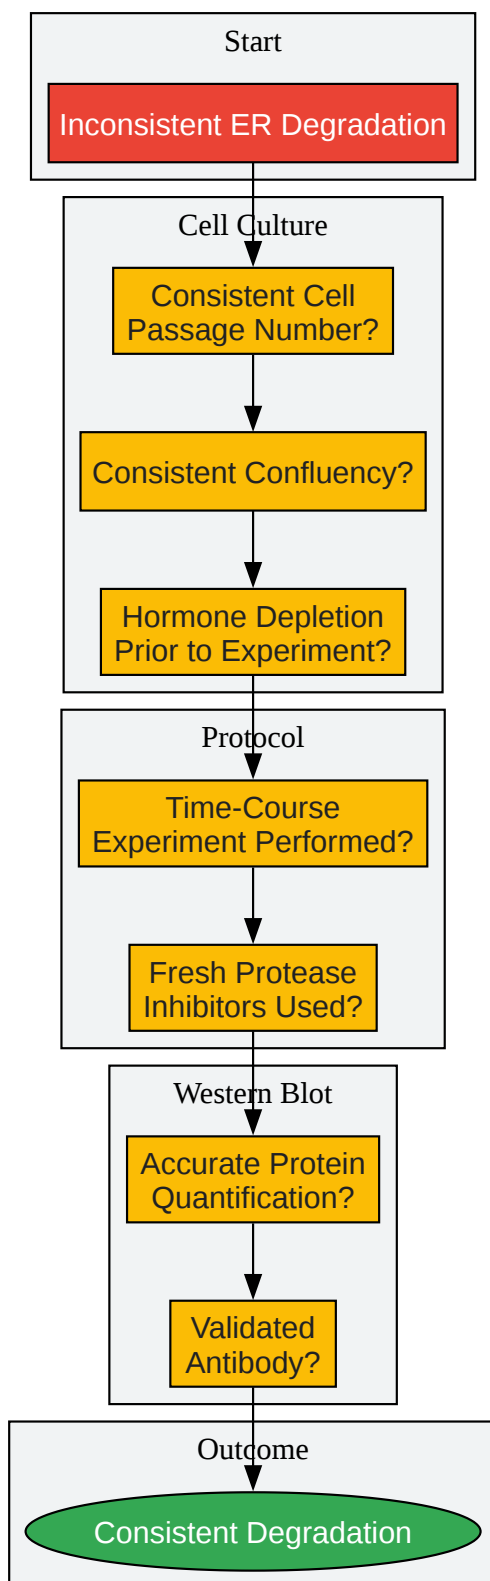 Start
Inconsistent ER Degradation
Cell Culture
Consistent Cell
Passage Number?
Consistent Confluency?
Hormone Depletion
Prior to Experiment?
Protocol
Time-Course
Experiment Performed?
Fresh Protease
Inhibitors Used?
Western Blot
Accurate Protein
Quantification?
Validated
Antibody?
Outcome
Consistent Degradation